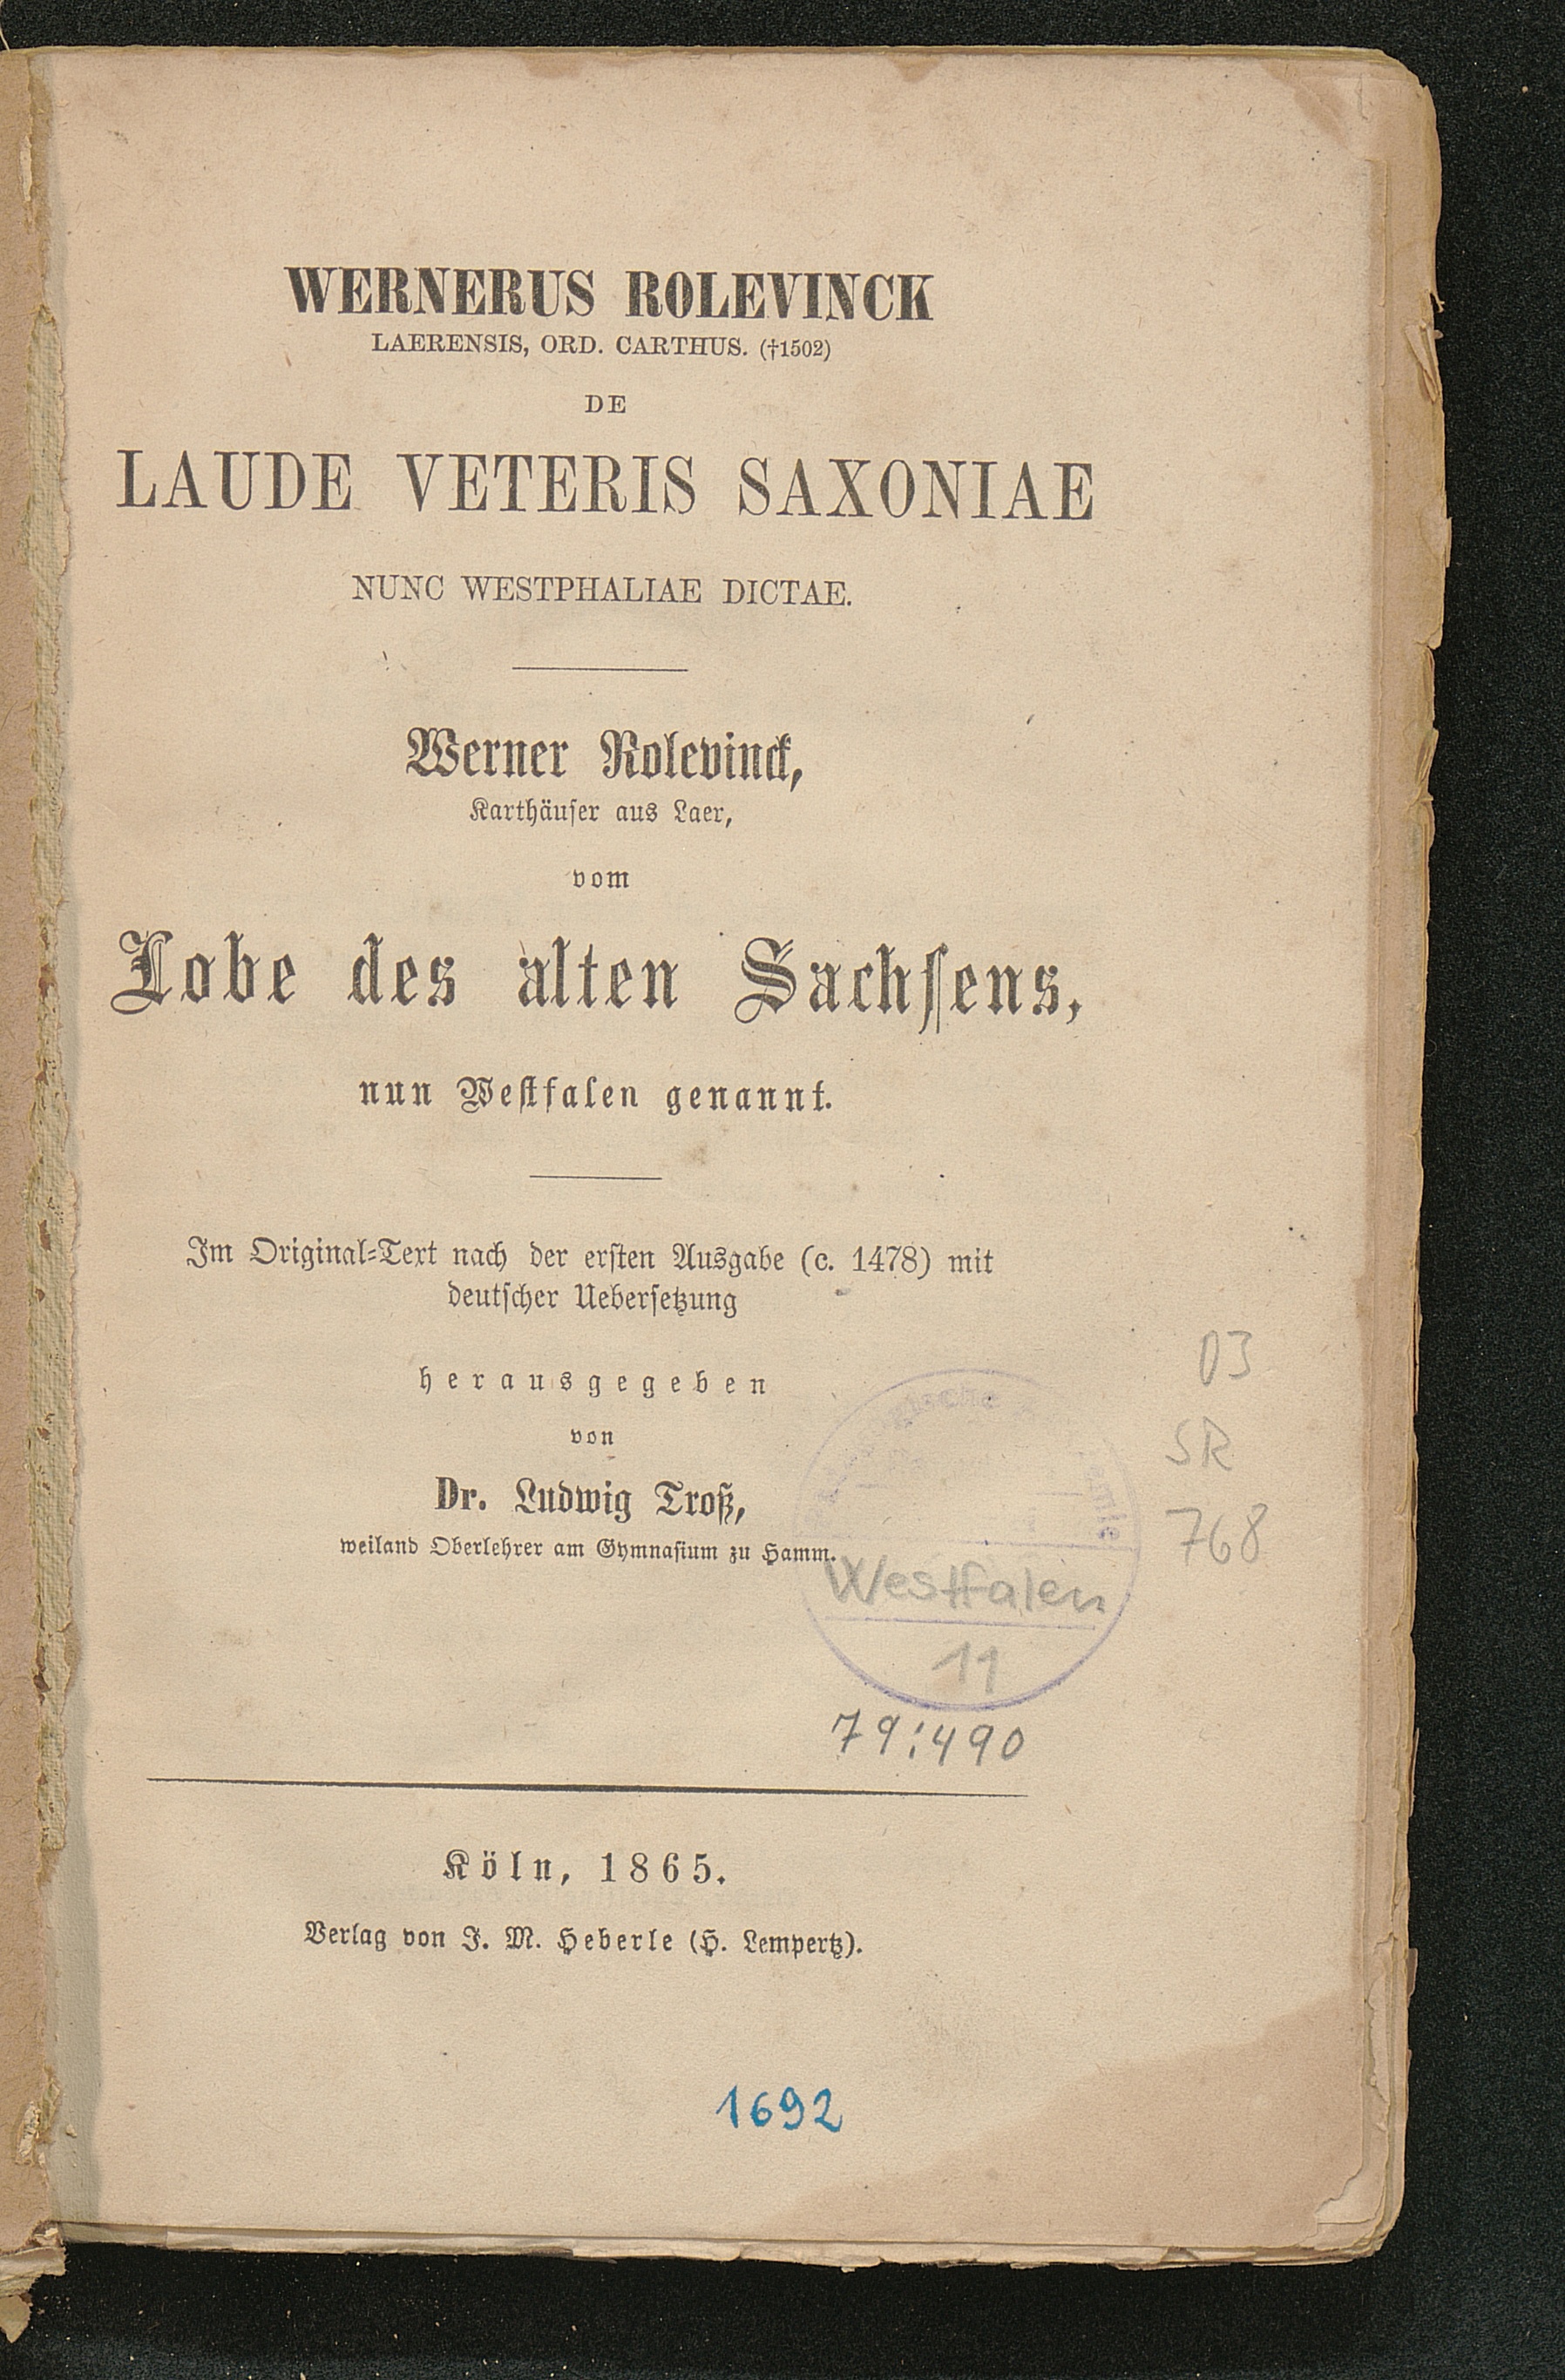 WERNERUS ROLEVINCK
LAERENSIS, ORD. CARTHUS. (†1502)
DE
LAUDE VETERIS SAXONIAE
NUNC WESTPHALIAE DICTAE.
Werner Rolevinck,
Karthäuser aus Laer,
vom
Lobe des alten Sachsens,
nun Westfalen genannt.
Im Original-Text nach der ersten Ausgabe (c. 1478) mit
deutscher Uebersetzung
herausgegeben
von
Dr. Ludwig Troß,
weiland Oberlehrer am Gymnasium zu Hamm.
03
SR
768
Westfalen
11
79:490
Köln, 1865.
Verlag von J. M. Heberle (H. Lempertz).
1692